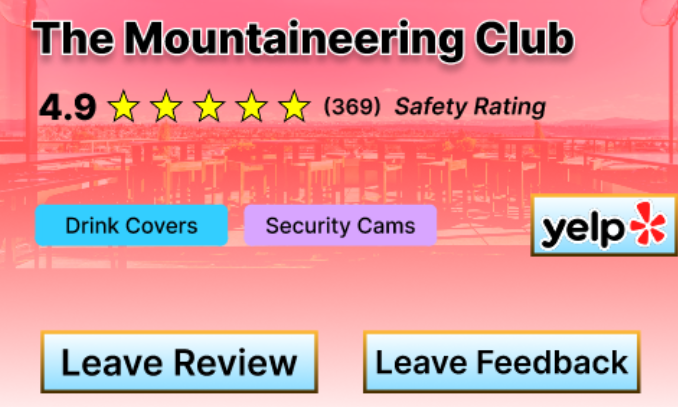 The Mountaineering Club
4.9 (369) Safety Rating
Drink Covers Security Cams
yelp
Leave Review Leave Feedback